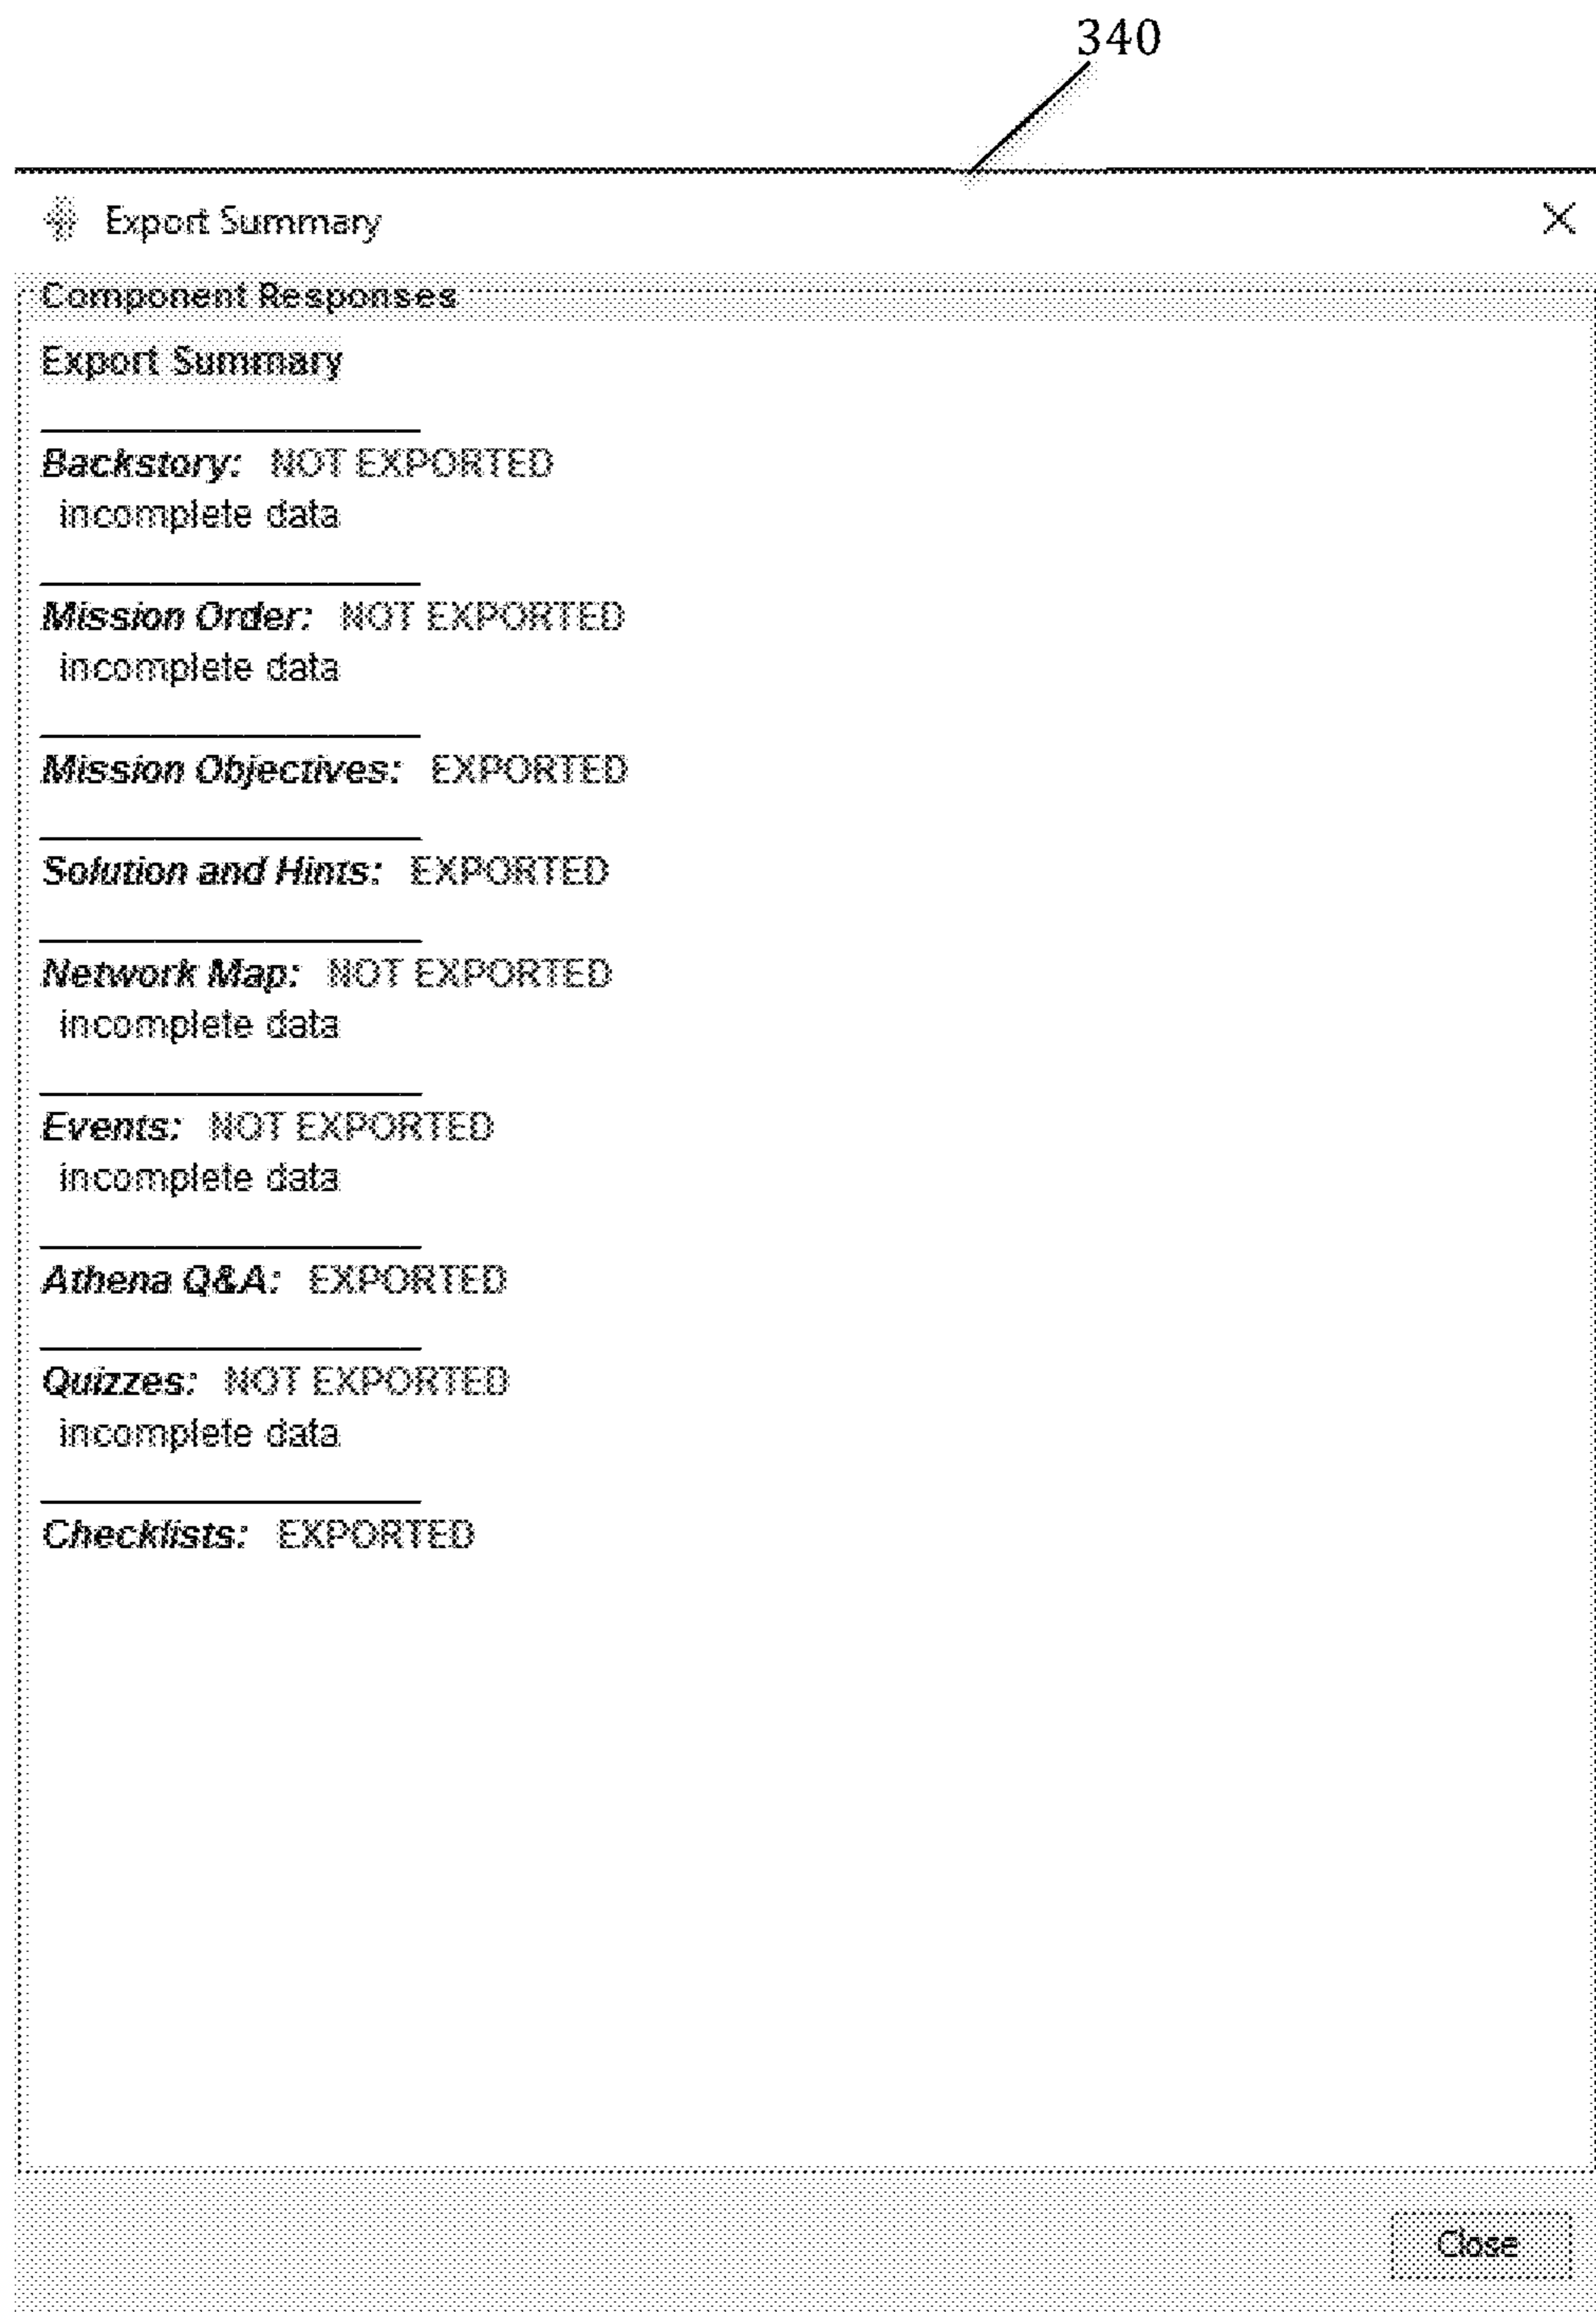 340
Export Summary
Component Responses
Export Summary
Backstory: NOT EXPORTED
incomplete data
Mission Order: NOT EXPORTED
incomplete data
Mission Objectives: EXPORTED
Solution and Hints: EXPORTED
Network Map: NOT EXPORTED
incomplete data
Events: NOT EXPORTED
incomplete data
Athena Q&A: EXPORTED
Quizzes: NOT EXPORTED
incomplete data
Checklists: EXPORTED
Close